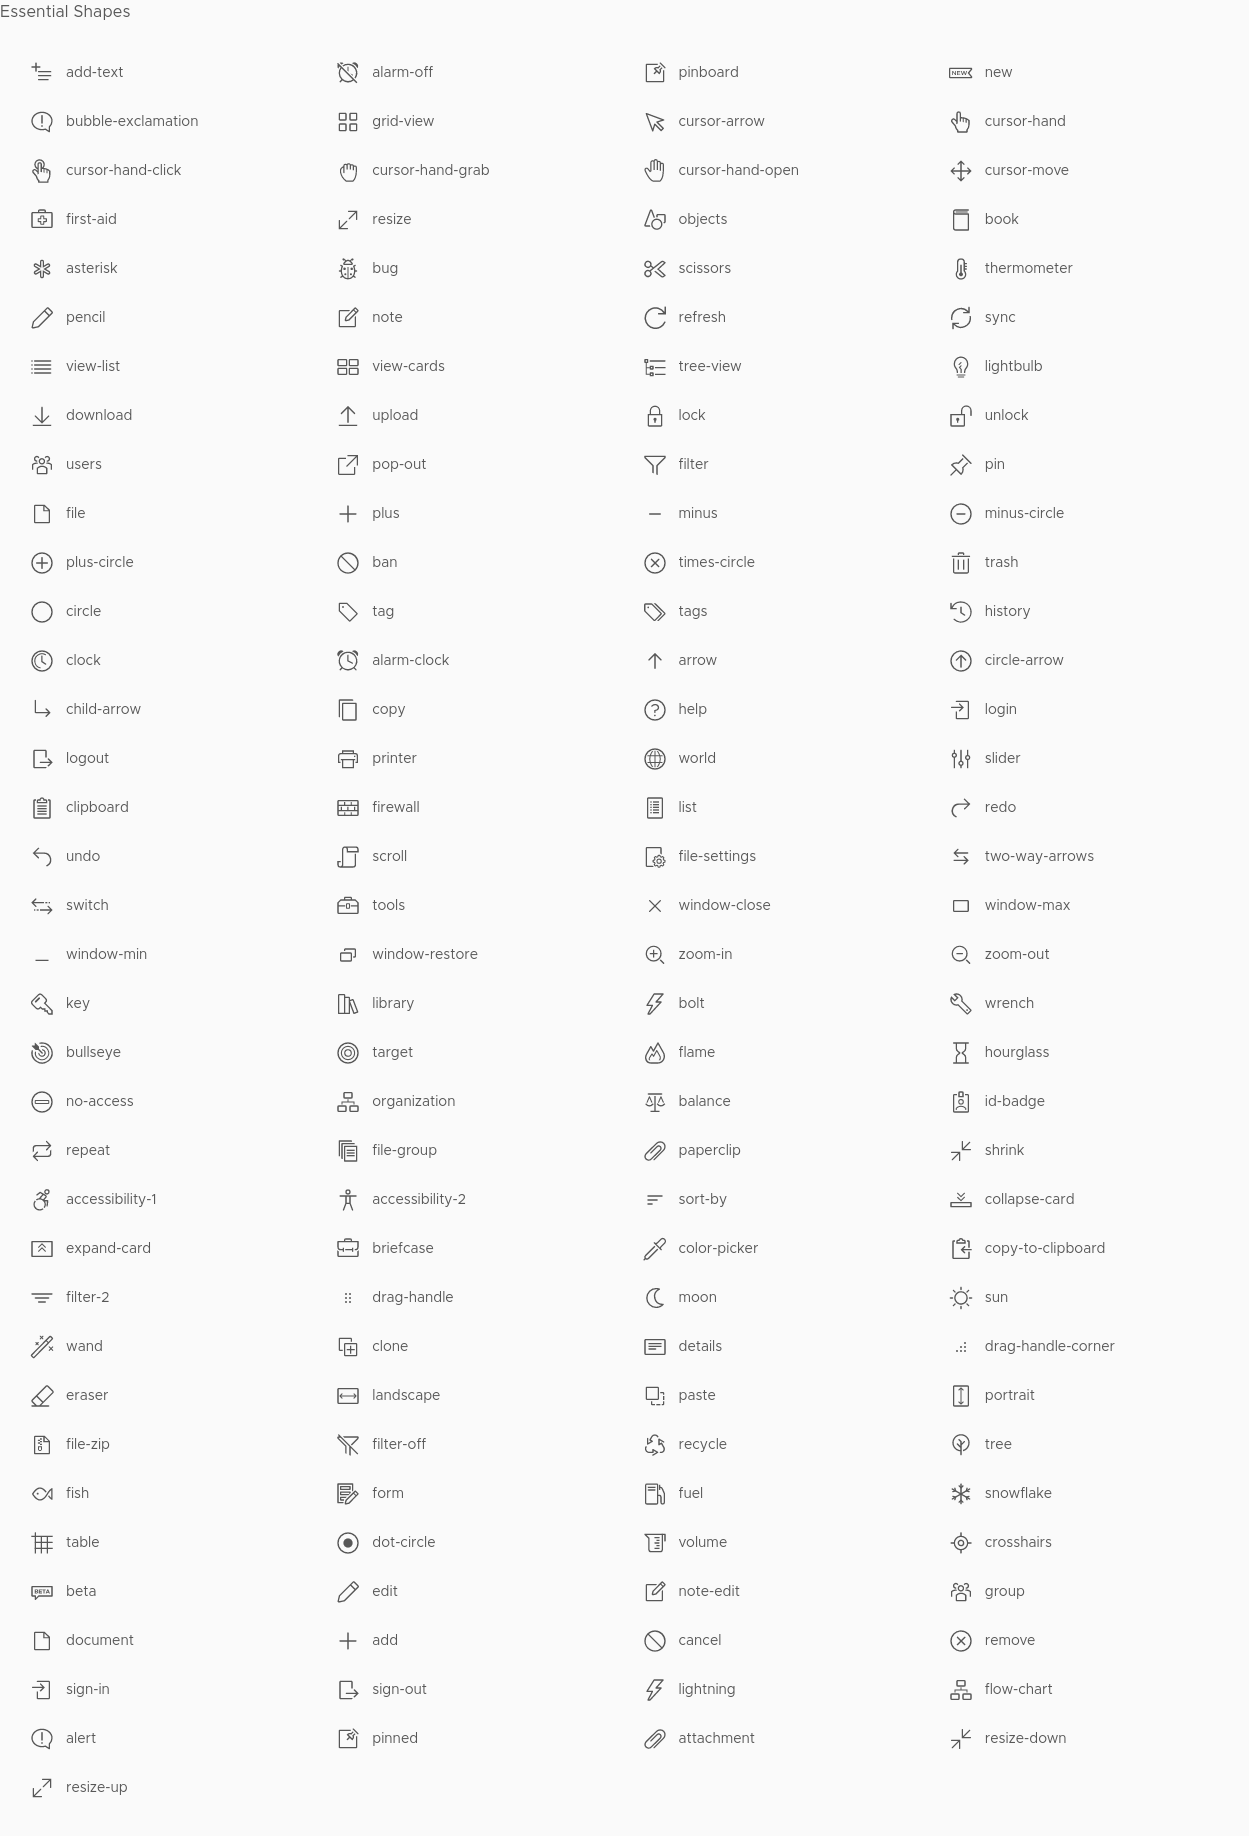 Essential Shapes
add-text alarm-off pinboard NEW new
bubble-exclamation grid-view cursor-arrow cursor-hand
cursor-hand-click cursor-hand-grab cursor-hand-open cursor-move
first-aid resize objects book
asterisk bug scissors thermometer
pencil note refresh sync
view-list view-cards tree-view lightbulb
download upload lock unlock
users pop-out filter pin
file plus minus minus-circle
plus-circle ban times-circle trash
circle tag tags history
clock alarm-clock arrow circle-arrow
child-arrow copy help login
logout printer world slider
clipboard firewall list redo
undo scroll file-settings two-way-arrows
switch tools window-close window-max
window-min window-restore zoom-in zoom-out
key library bolt wrench
bullseye target flame hourglass
no-access organization balance id-badge
repeat file-group paperclip shrink
accessibility-1 accessibility-2 sort-by collapse-card
expand-card briefcase color-picker copy-to-clipboard
filter-2 drag-handle moon sun
wand clone details drag-handle-corner
eraser landscape paste portrait
file-zip filter-off recycle tree
fish form fuel snowflake
table dot-circle volume crosshairs
BETA beta edit note-edit group
document add cancel remove
sign-in sign-out lightning flow-chart
alert pinned attachment resize-down
resize-up